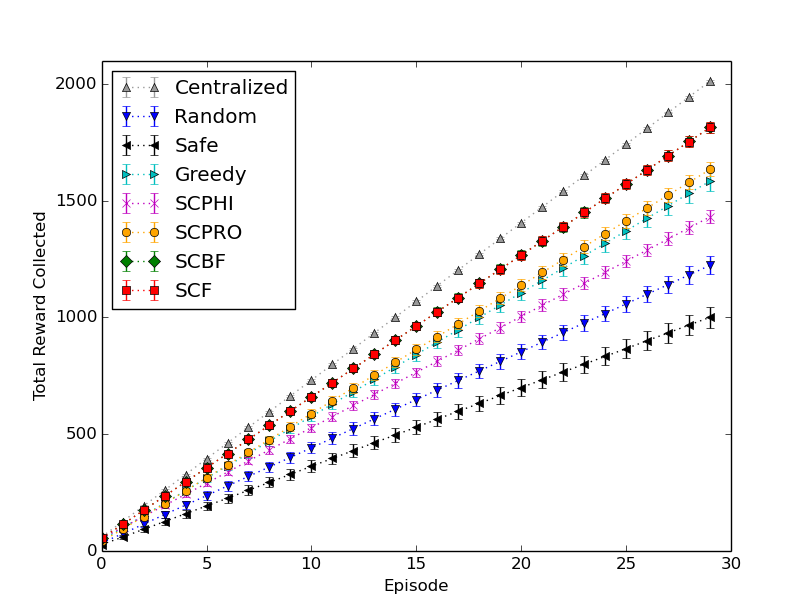 2000
1500
1000
500
0
Total Reward Collected
Centralized
Random
Safe
Greedy
SCPHI
SCPRO
SCBF
SCF
0 5 10 15 20 25 30
Episode